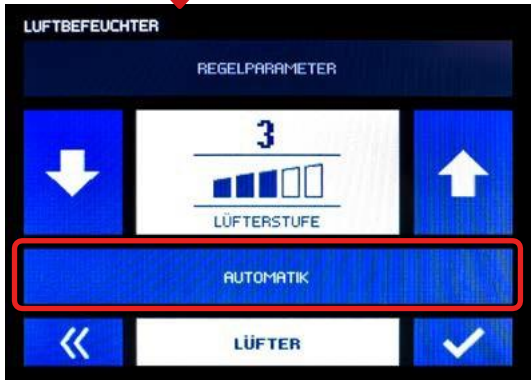 LUFTBEFEUCHTER
REGELPARAMETER
3
LÜFTERSTUFE
AUTOMATIK
LÜFTER